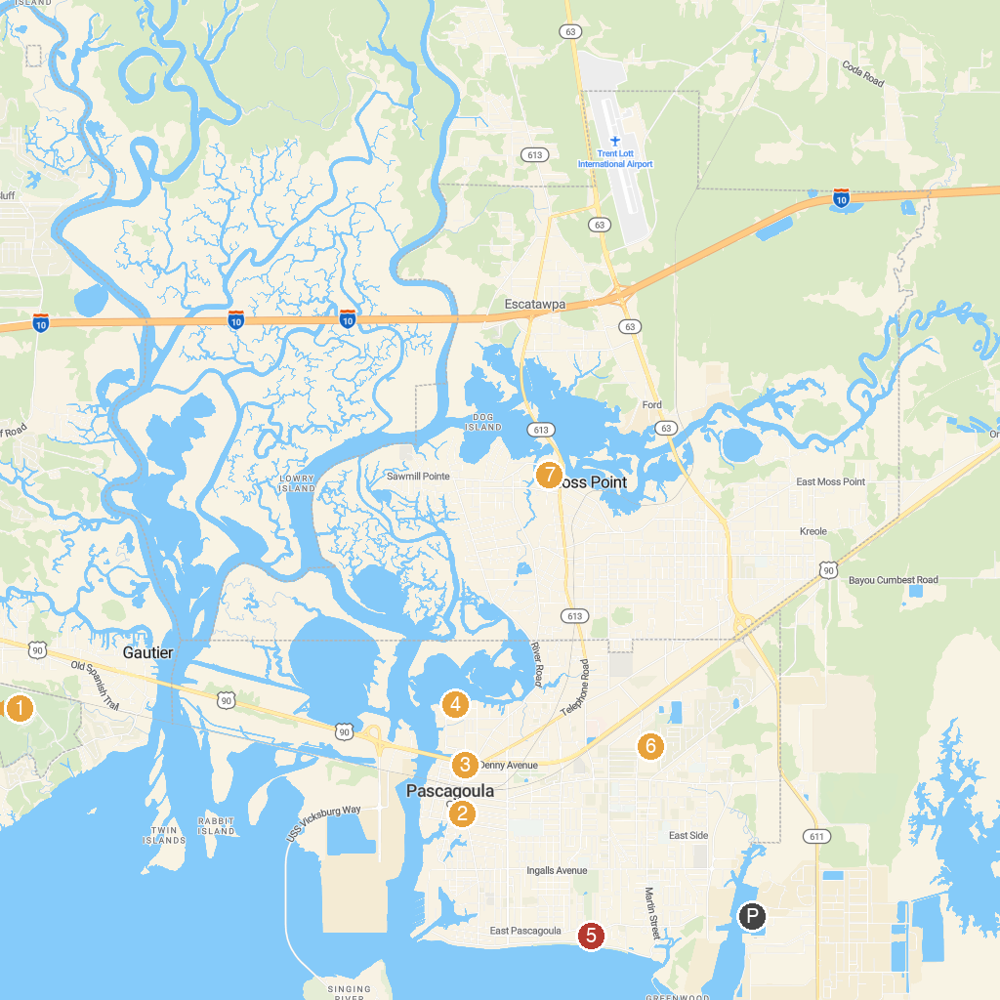 ISLAND
63
Coda Road
613
Trent Lott
International Airport
luff
10
63
Escatawpa
10
10
10
63
Ford
DOG
ISLAND
613
63
f Road
Or
Sawmill Pointe
LOWRY
ISLAND
7
oss Point
East Moss Point
Kreole
90
Bayou Cumbest Road
613
90
Gautier
River Road
Old Spanish Trail
Telephone Road
1
90
4
90
6
3
Denny Avenue
Pascagoula
2
USS Vicksburg Way
RABBIT
ISLAND
TWIN
ISLANDS
East Side
611
Ingalls Avenue
Martin Street
P
East Pascagoula
5
SINGING
RIVER
GREENWOOD